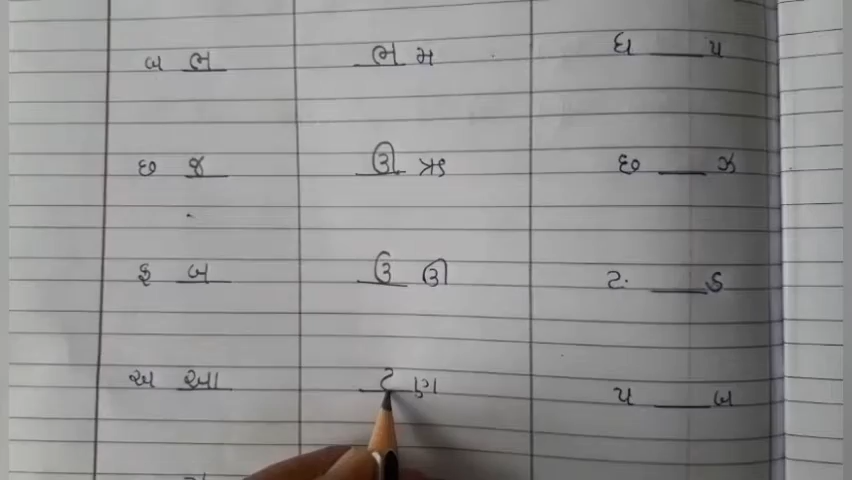 બ ભ ભ મ ધ ___ પ
છ જ ઊ ઋ છ ___ ઝ
ફ બ ઉ ઊ ટ ___ ડ
અ આ ઢ ણ પ ___ બ